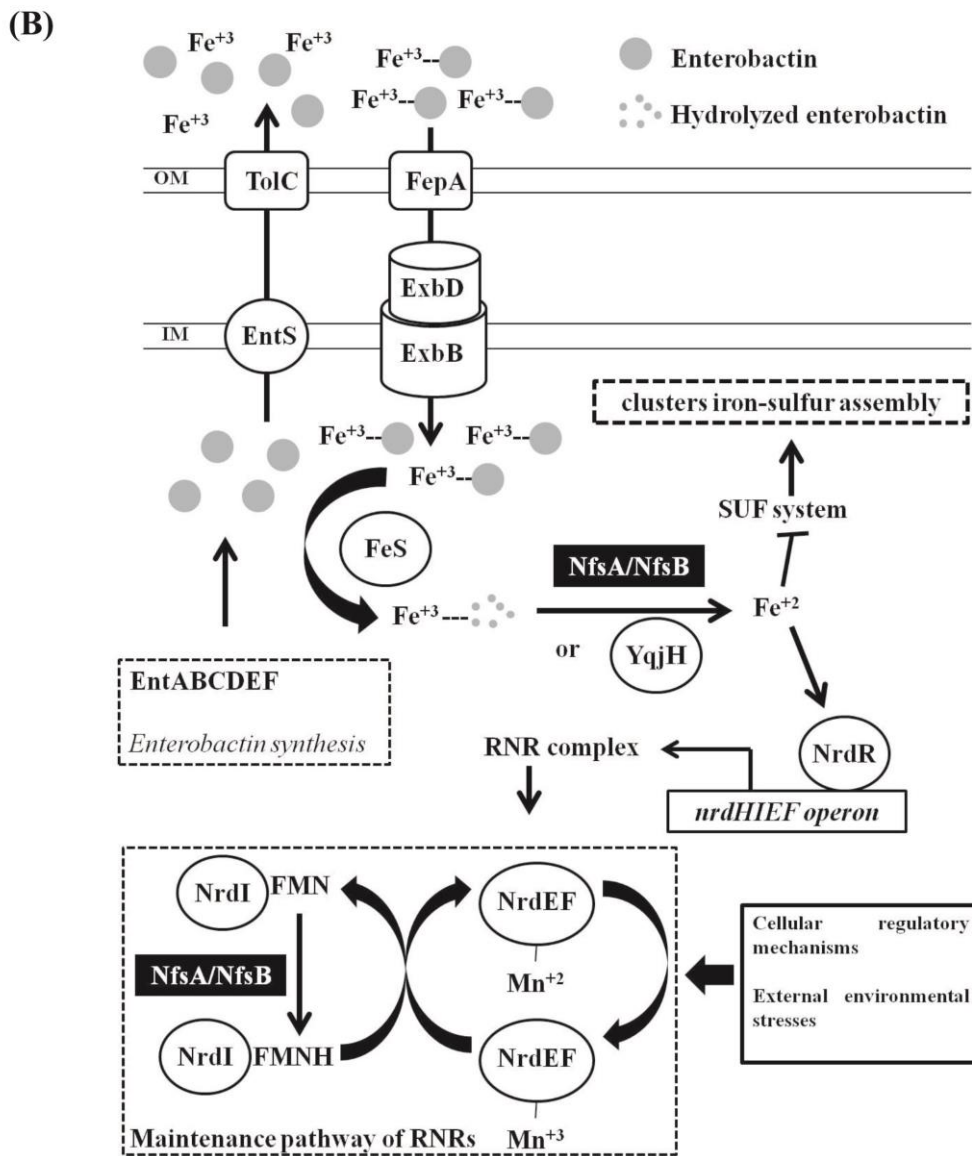 (B)
Fe+3
Fe+3
Fe+3
Fe+3--
Fe+3--
Fe+3--
Enterobactin
Hydrolyzed enterobactin
OM
TolC
FepA
ExbD
IM
EntS
ExbB
clusters iron-sulfur assembly
Fe+3--
Fe+3--
Fe+3--
SUF system
FeS
NfsA/NfsB
Fe+3---
Fe+2
or
YqjH
EntABCDEF
Enterobactin synthesis
RNR complex
NrdR
nrdHIEF operon
NrdI
FMN
NrdEF
Mn+2
NfsA/NfsB
NrdI
FMNH
NrdEF
Mn+3
Maintenance pathway of RNRs
Cellular regulatory
mechanisms
External environmental
stresses